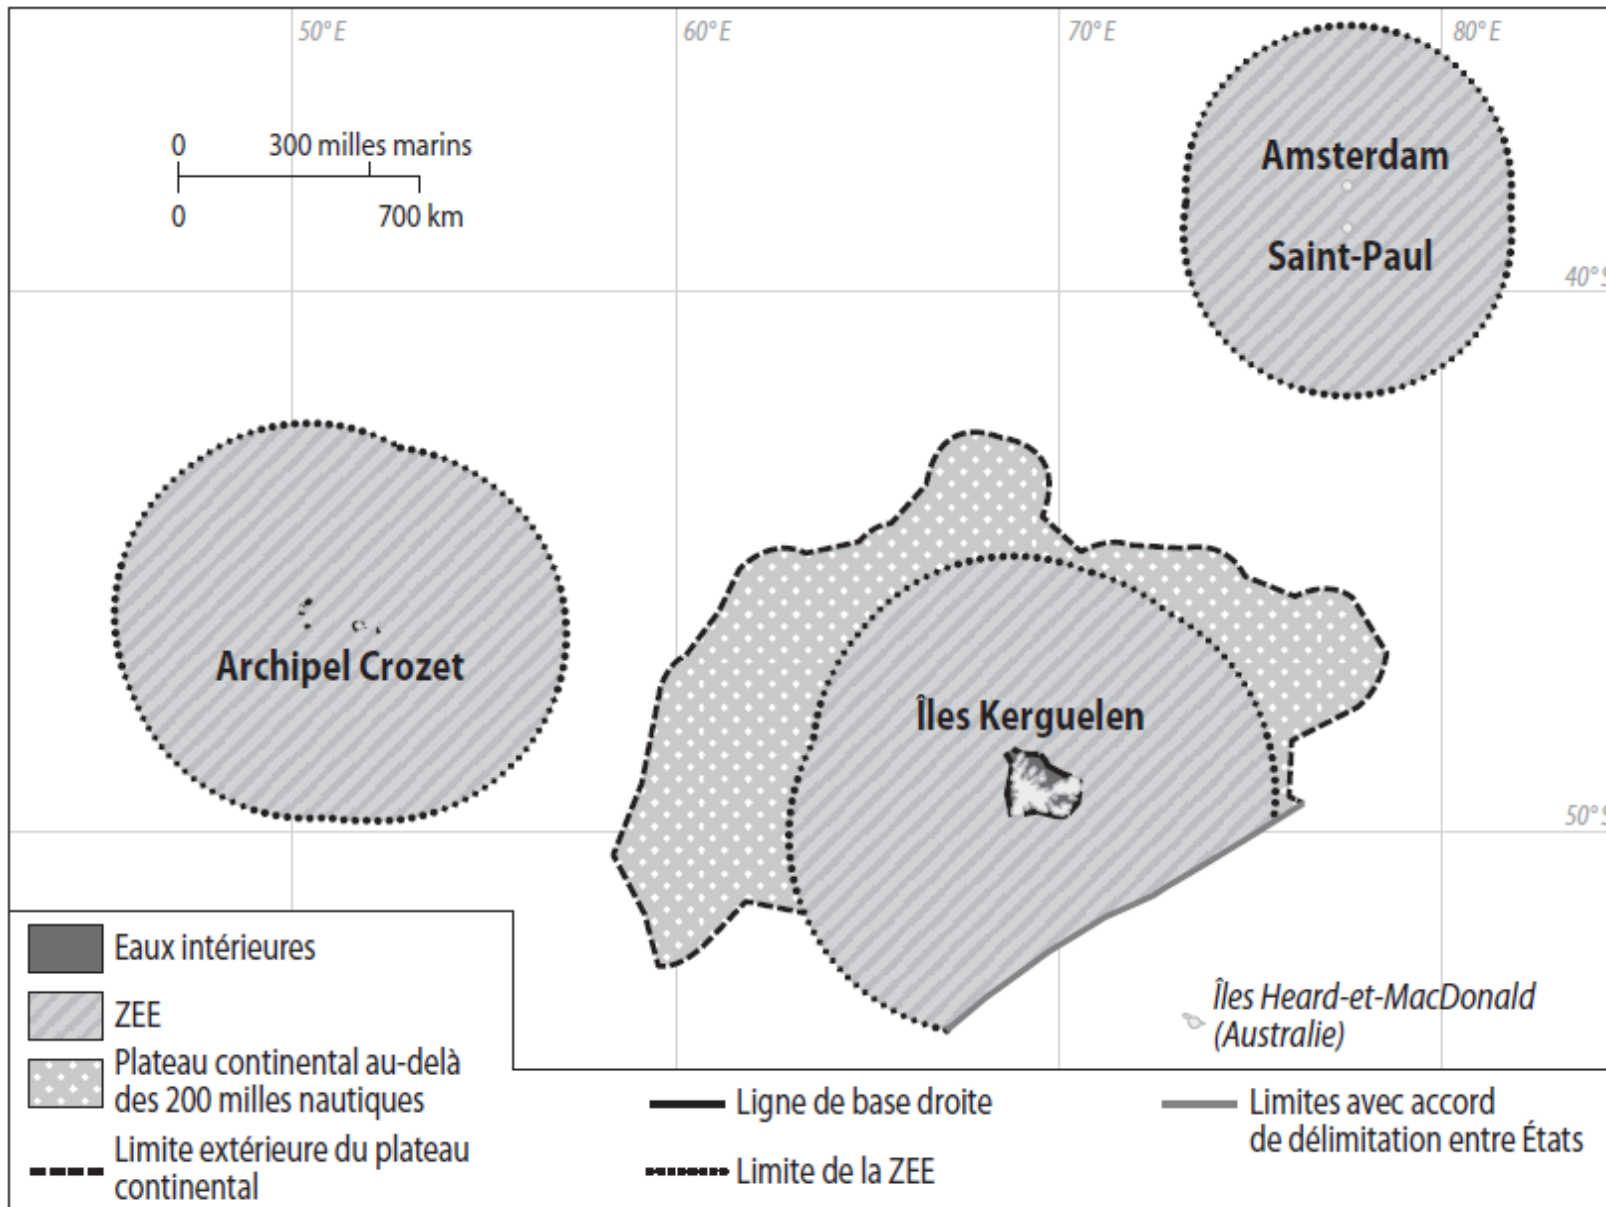 50° E
60° E
70° E
80° E
0
300 milles marins
0
700 km
Amsterdam
Saint-Paul
40° S
Archipel Crozet
Îles Kerguelen
50° S
Îles Heard-et-MacDonald
(Australie)
Eaux intérieures
ZEE
Plateau continental au-delà
des 200 milles nautiques
Limite extérieure du plateau
continental
Ligne de base droite
Limite de la ZEE
Limites avec accord
de délimitation entre États